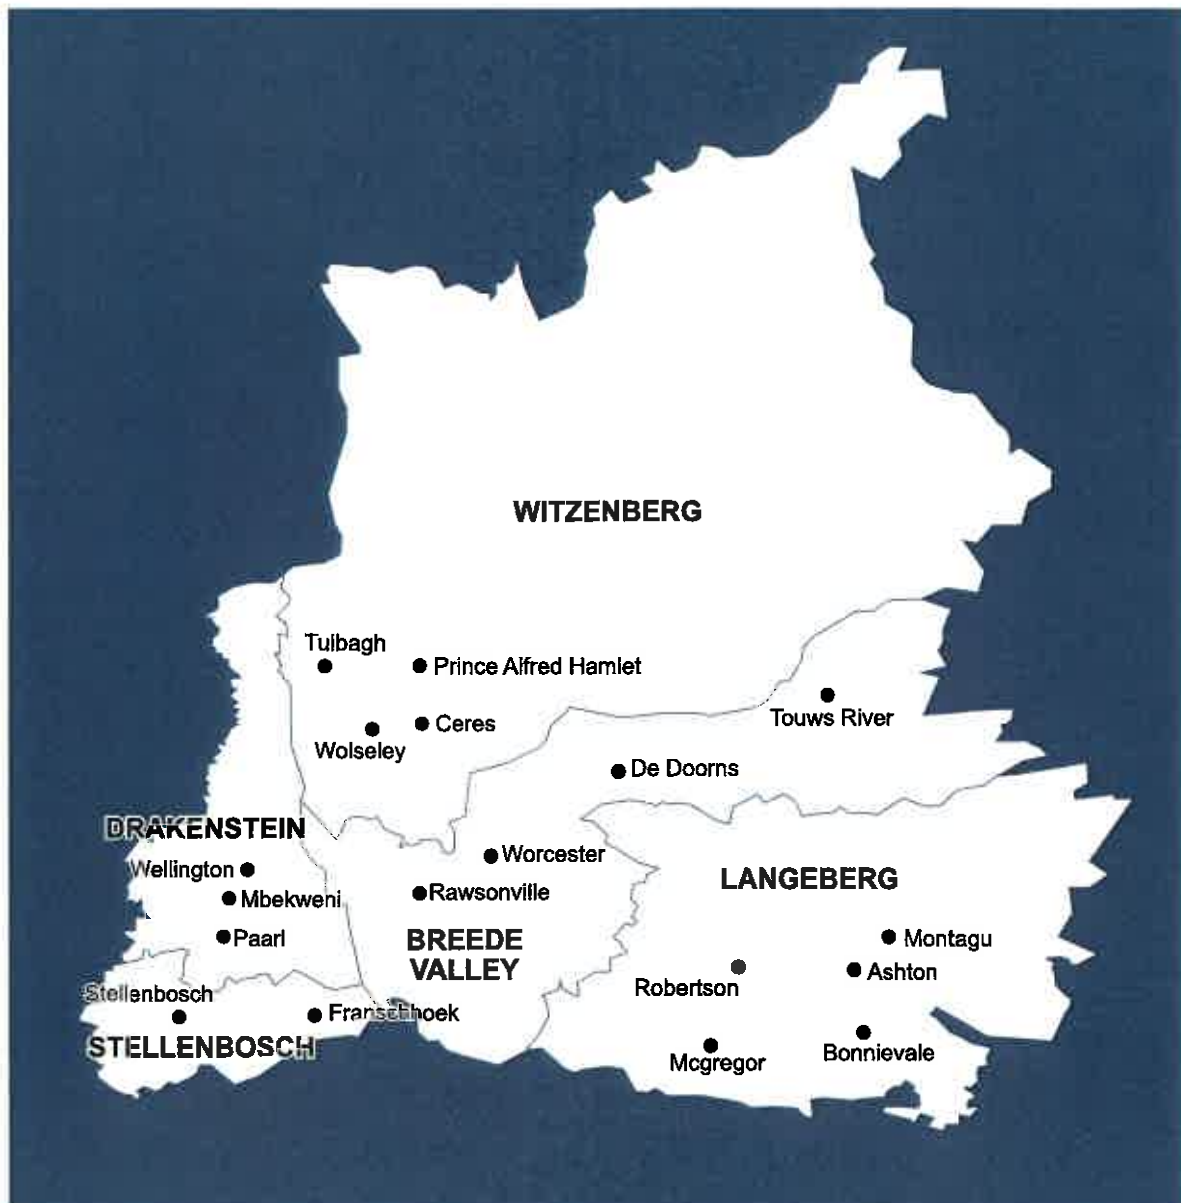 WITZENBERG
Tulbagh
Prince Alfred Hamlet
Ceres
Wolseley
Touws River
De Doorns
DRAKENSTEIN
Wellington
Mbekweni
Paarl
Worcester
Rawsonville
BREEDE
VALLEY
LANGEBERG
Montagu
Ashton
Robertson
Mcgregor
Bonnievale
Stellenbosch
Franschhoek
STELLENBOSCH